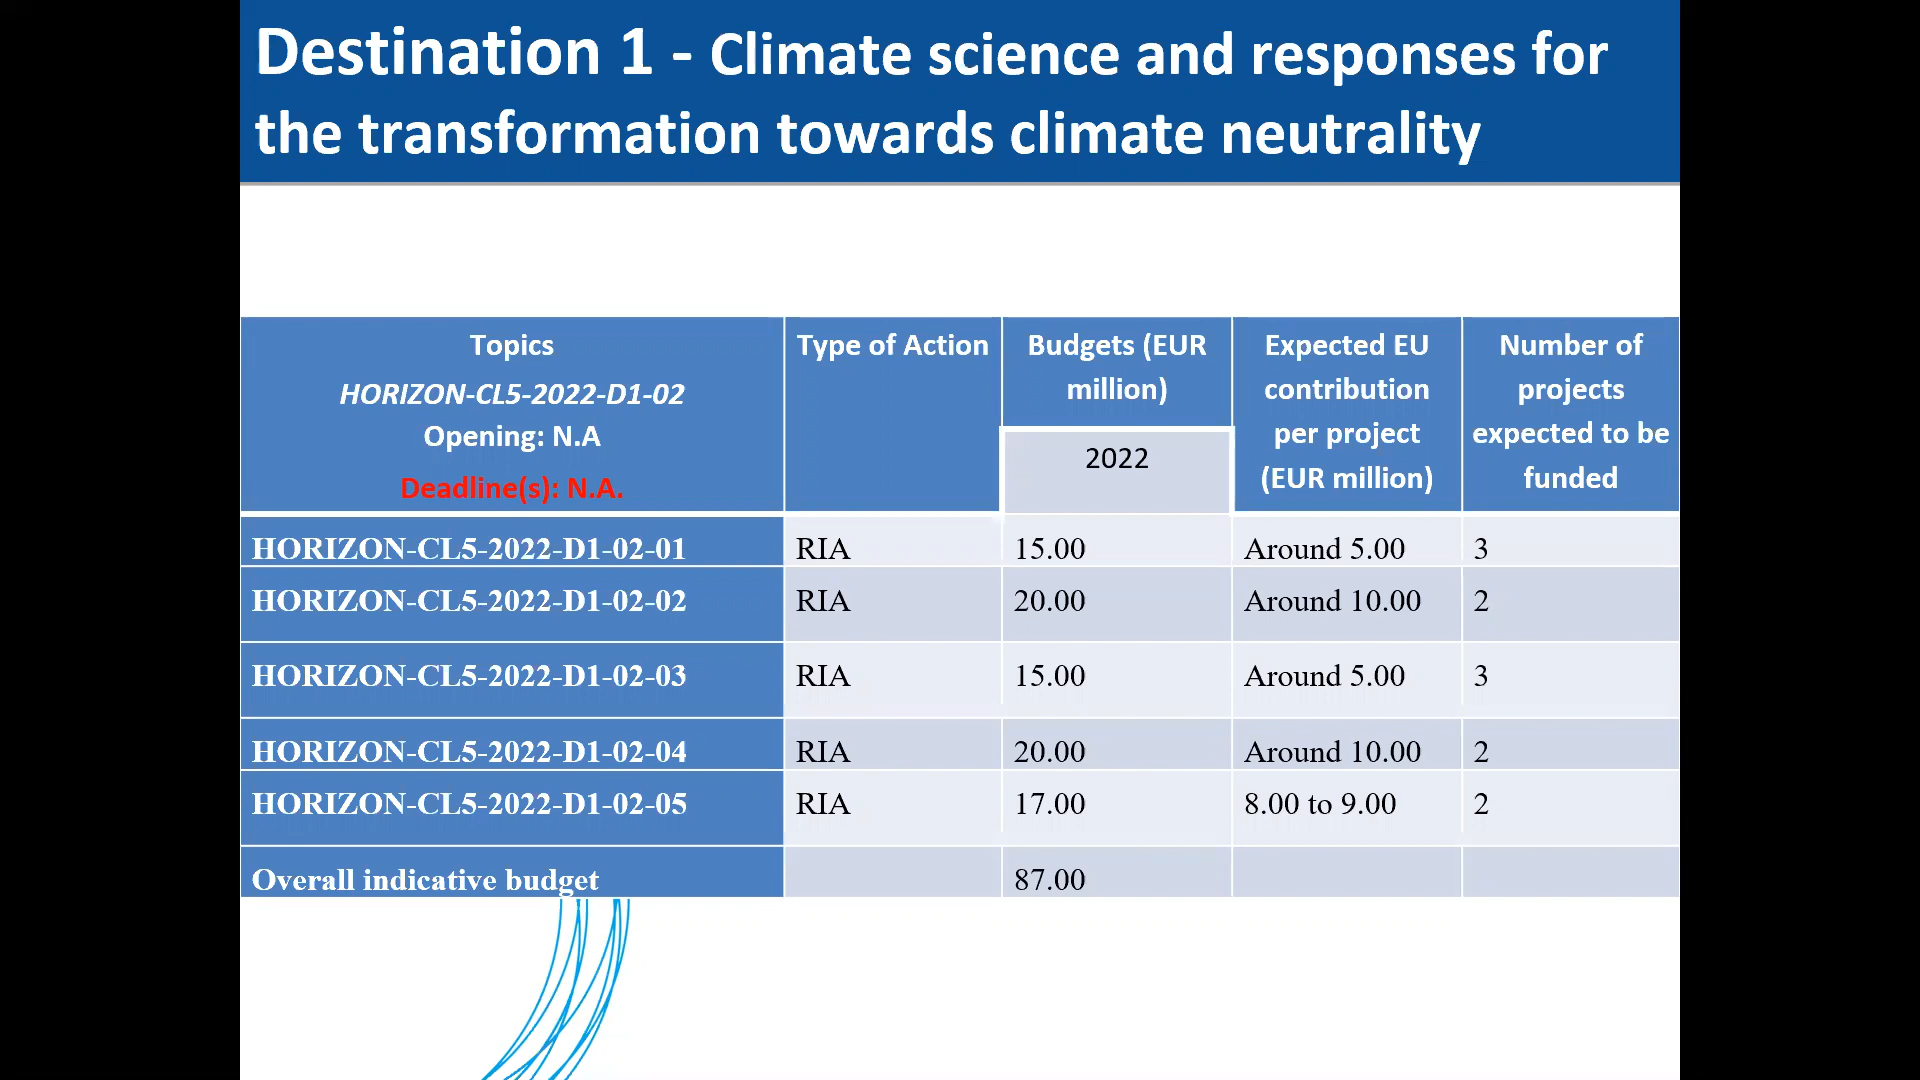 Destination 1 - Climate science and responses for
the transformation towards climate neutrality
Topics
HORIZON-CL5-2022-D1-02
Opening: N.A
Deadline(s): N.A.
Type of Action
Budgets (EUR
million)
2022
Expected EU
contribution
per project
(EUR million)
Number of
projects
expected to be
funded
HORIZON-CL5-2022-D1-02-01 RIA 15.00 Around 5.00 3
HORIZON-CL5-2022-D1-02-02 RIA 20.00 Around 10.00 2
HORIZON-CL5-2022-D1-02-03 RIA 15.00 Around 5.00 3
HORIZON-CL5-2022-D1-02-04 RIA 20.00 Around 10.00 2
HORIZON-CL5-2022-D1-02-05 RIA 17.00 8.00 to 9.00 2
Overall indicative budget 87.00